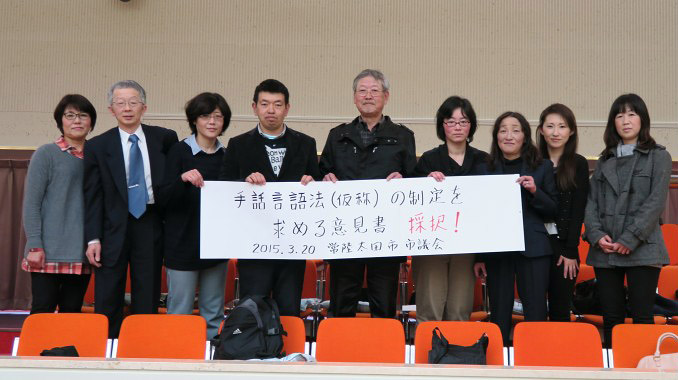 手話言語法(仮称)の制定を
求める意見書 採択!
2015.3.20 常陸太田市市議会